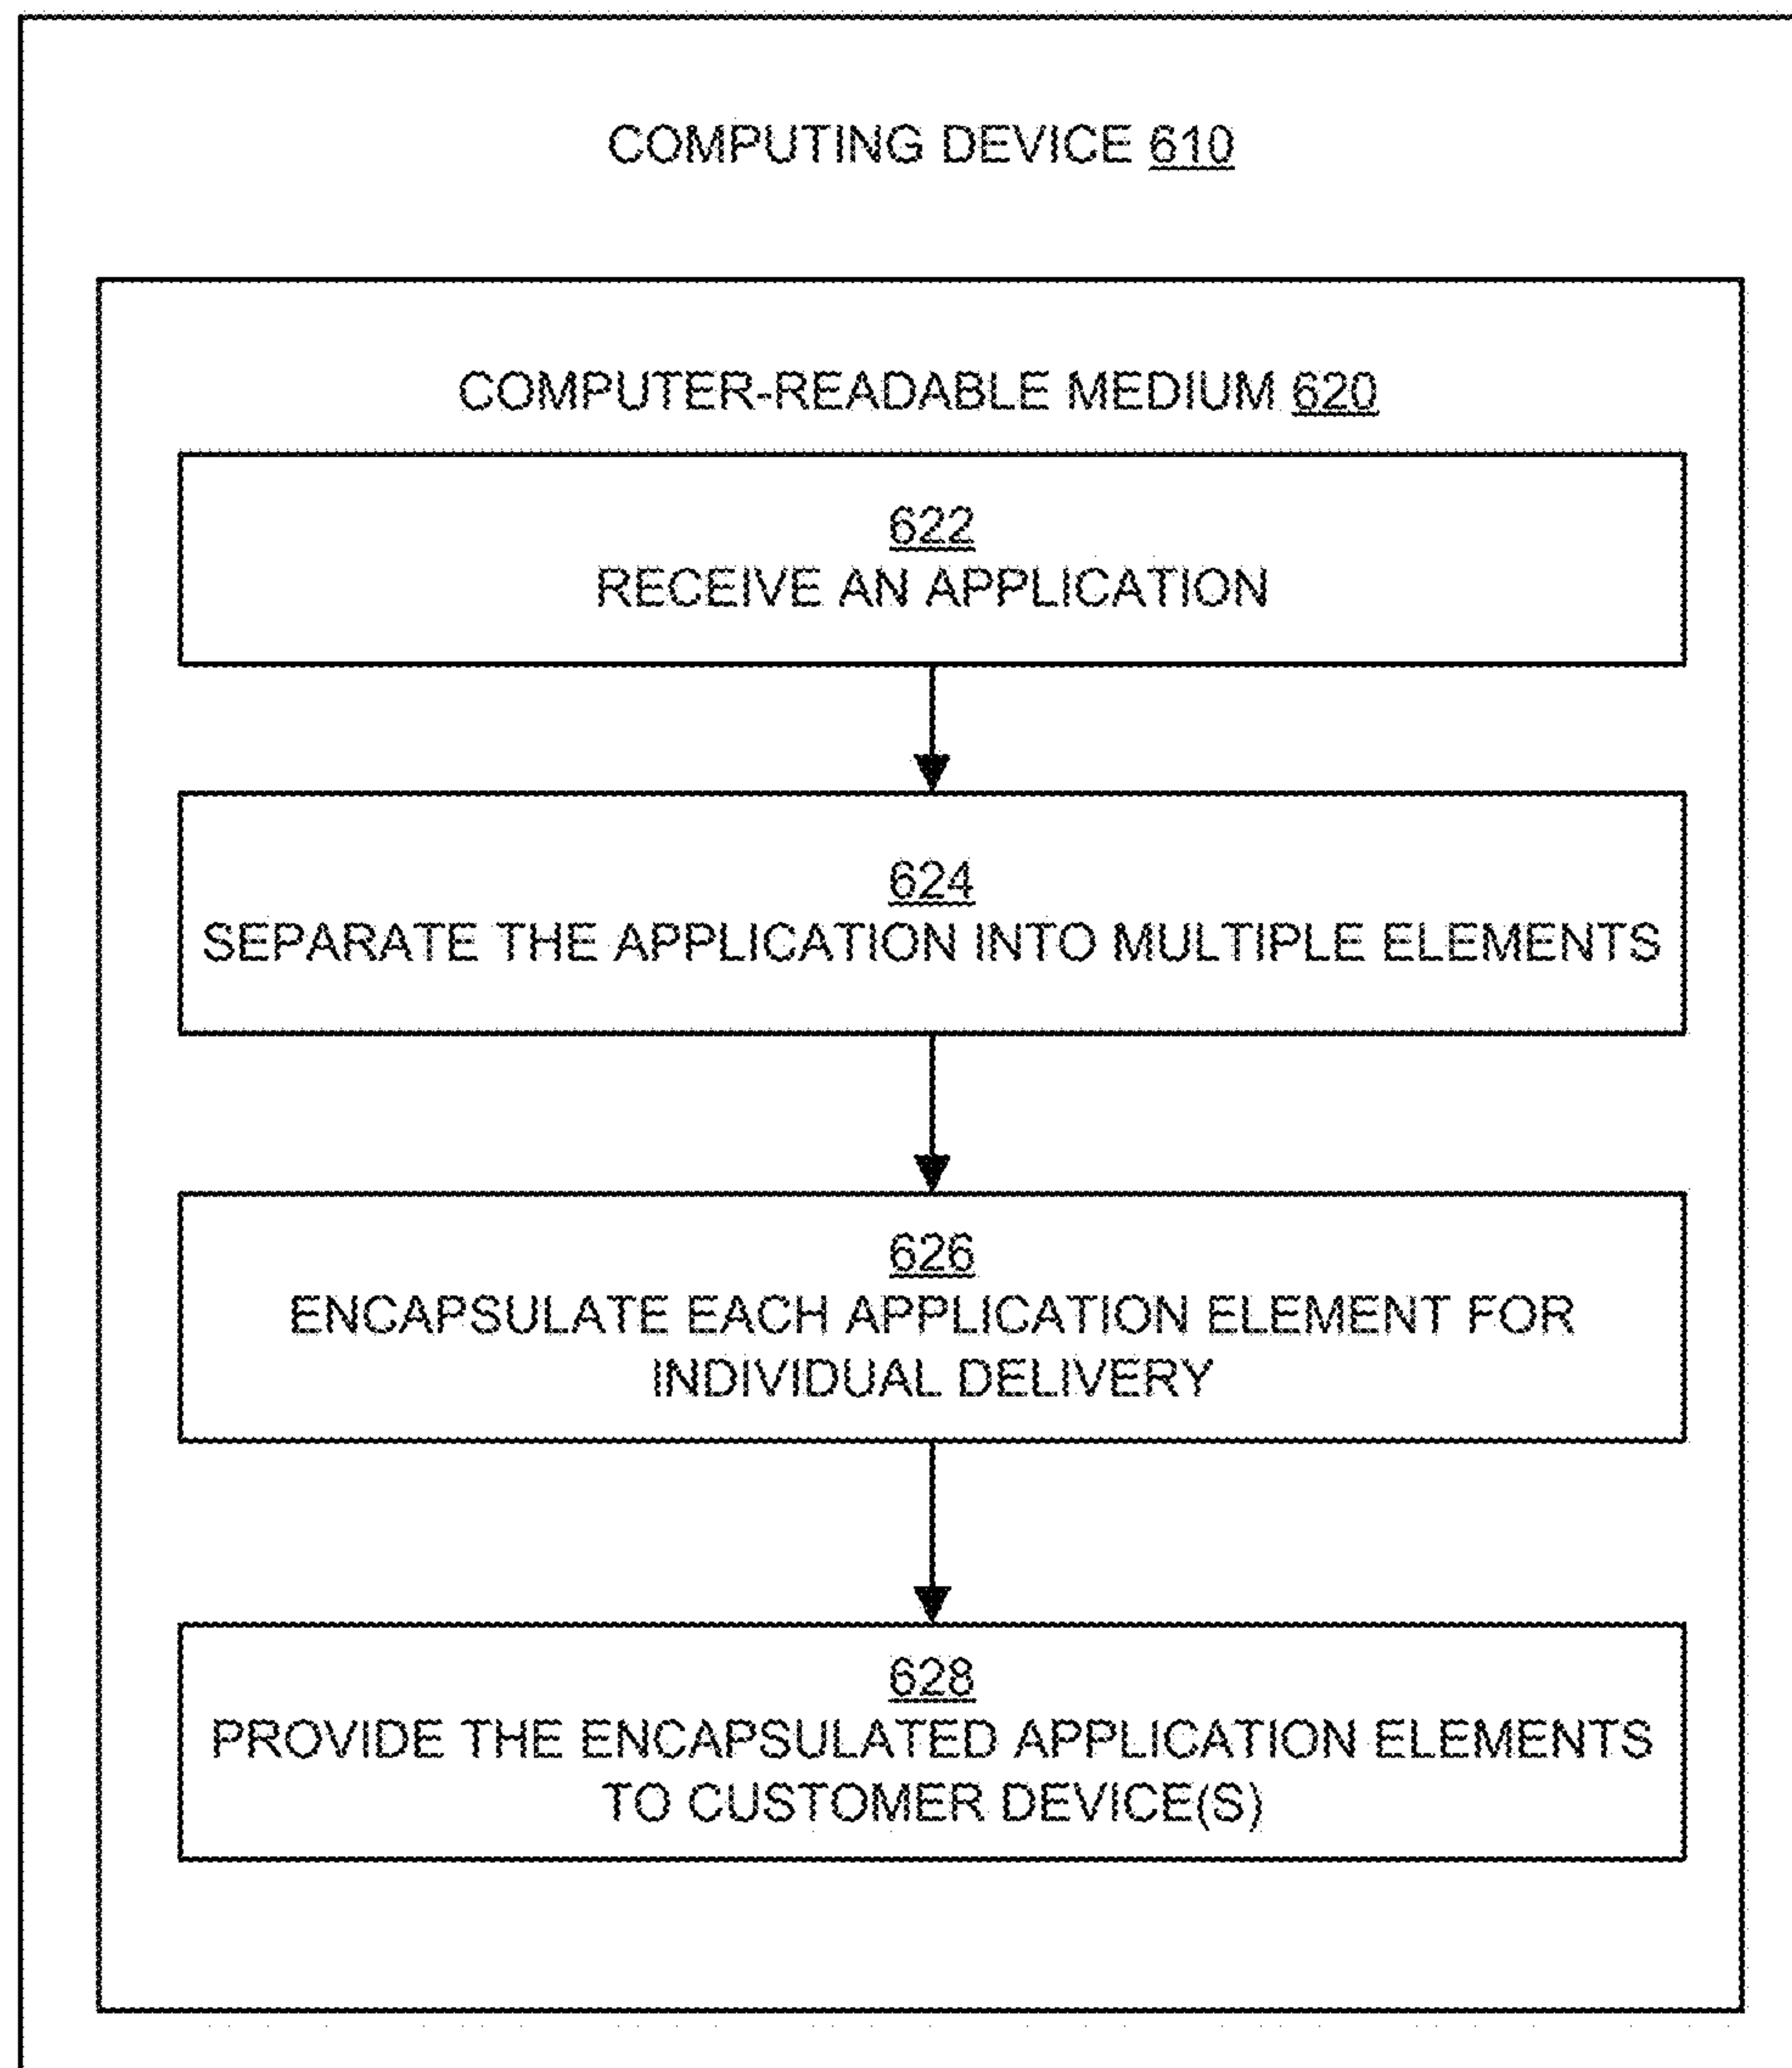 COMPUTING DEVICE 610
COMPUTER-READABLE MEDIUM 620
622
RECEIVE AN APPLICATION
624
SEPARATE THE APPLICATION INTO MULTIPLE ELEMENTS
626
ENCAPSULATE EACH APPLICATION ELEMENT FOR
INDIVIDUAL DELIVERY
628
PROVIDE THE ENCAPSULATED APPLICATION ELEMENTS
TO CUSTOMER DEVICE(S)